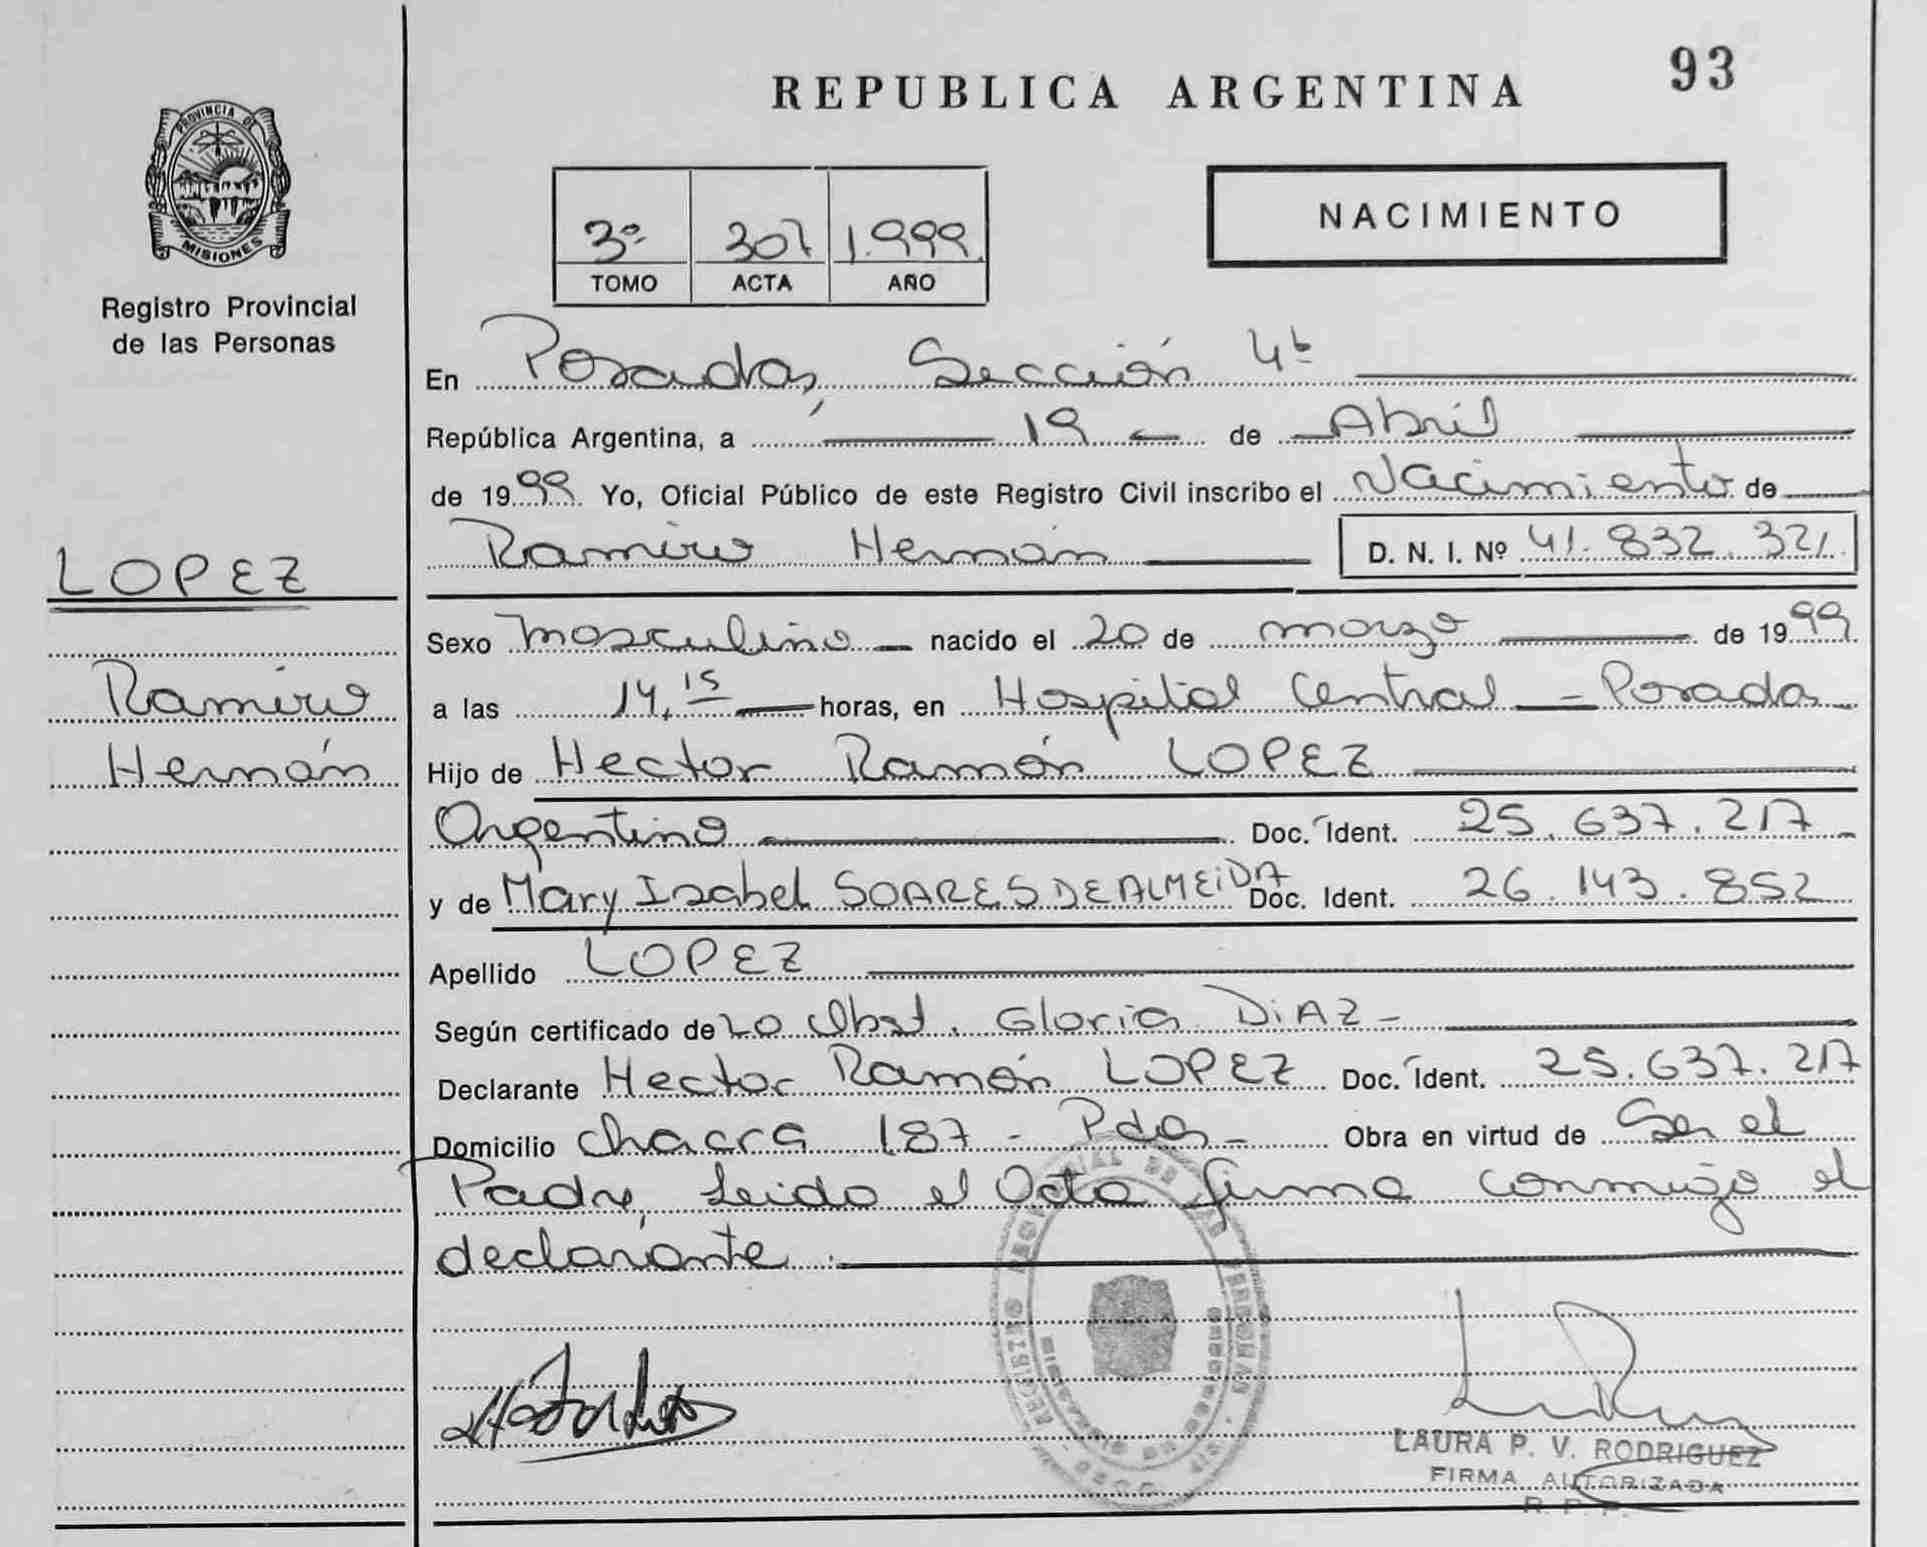 93
REPUBLICA ARGENTINA
PROVINCIA DE
MISIONES
Registro Provincial
de las Personas
3º 307 1.999
TOMO ACTA AÑO
NACIMIENTO
En Posadas, Sección 4ª
República Argentina, a 19 de Abril
de 1999. Yo, Oficial Público de este Registro Civil inscribo el Nacimiento de
Ramiro Hernán D. N. I. Nº 41.832.321
LOPEZ
Ramiro
Hernán
Sexo masculino nacido el 20 de marzo de 1999
a las 14,15 horas, en Hospital Central - Posadas
Hijo de Hector Ramón LOPEZ
Argentino Doc. Ident. 25.637.217
y de Mary Izabel SOARES DE ALMEIDA Doc. Ident. 26.143.852
Apellido LOPEZ
Según certificado de La Obst. Gloria DIAZ-
Declarante Hector Ramón LOPEZ Doc. Ident. 25.637.217
Domicilio chacra 187 - Pdas - Obra en virtud de Ser el
Padre, Leido el Acta firma conmigo el
declarante.
LAURA P. V. RODRIGUEZ
FIRMA AUTORIZADA
R. P. P.